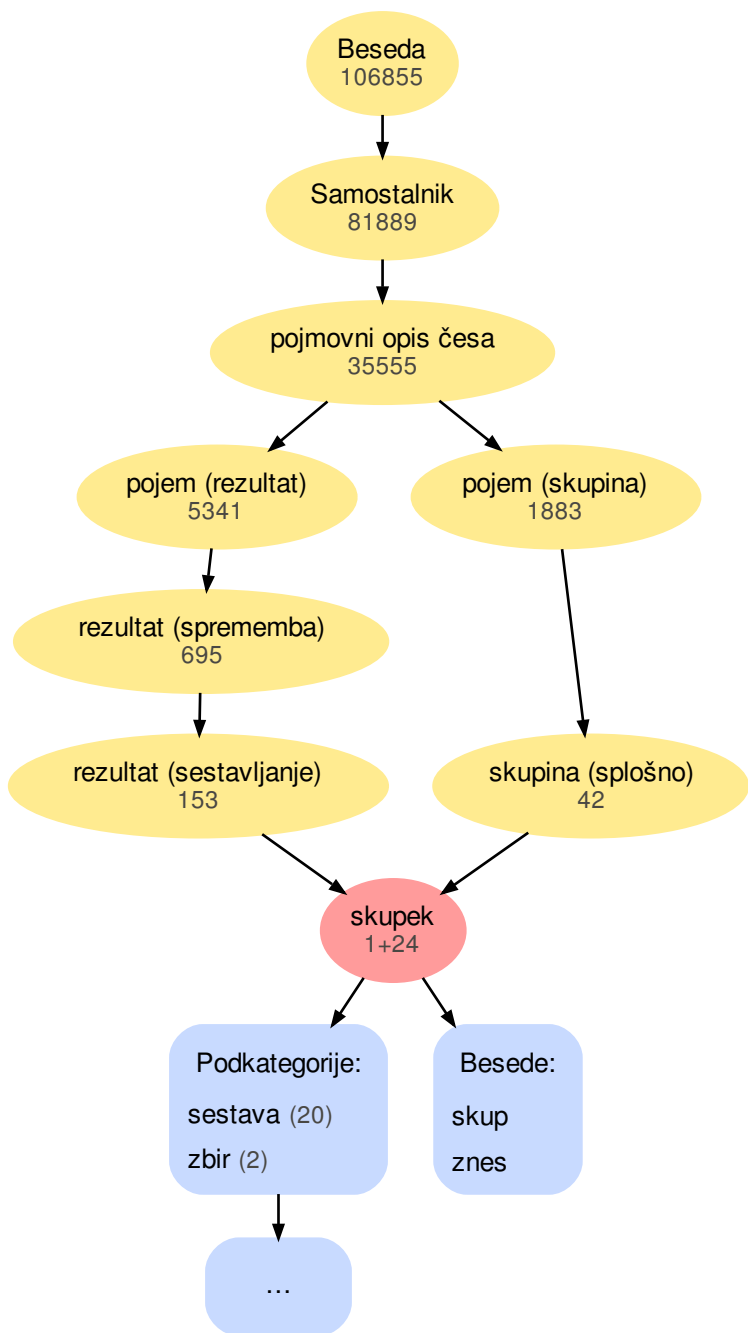 Beseda
106855
Samostalnik
81889
pojmovni opis česa
35555
pojem (rezultat)
5341
pojem (skupina)
1883
rezultat (sprememba)
695
rezultat (sestavljanje)
153
skupina (splošno)
42
skupek
1+24
Podkategorije:
sestava (20)
zbir (2)
Besede:
skup
znes
...